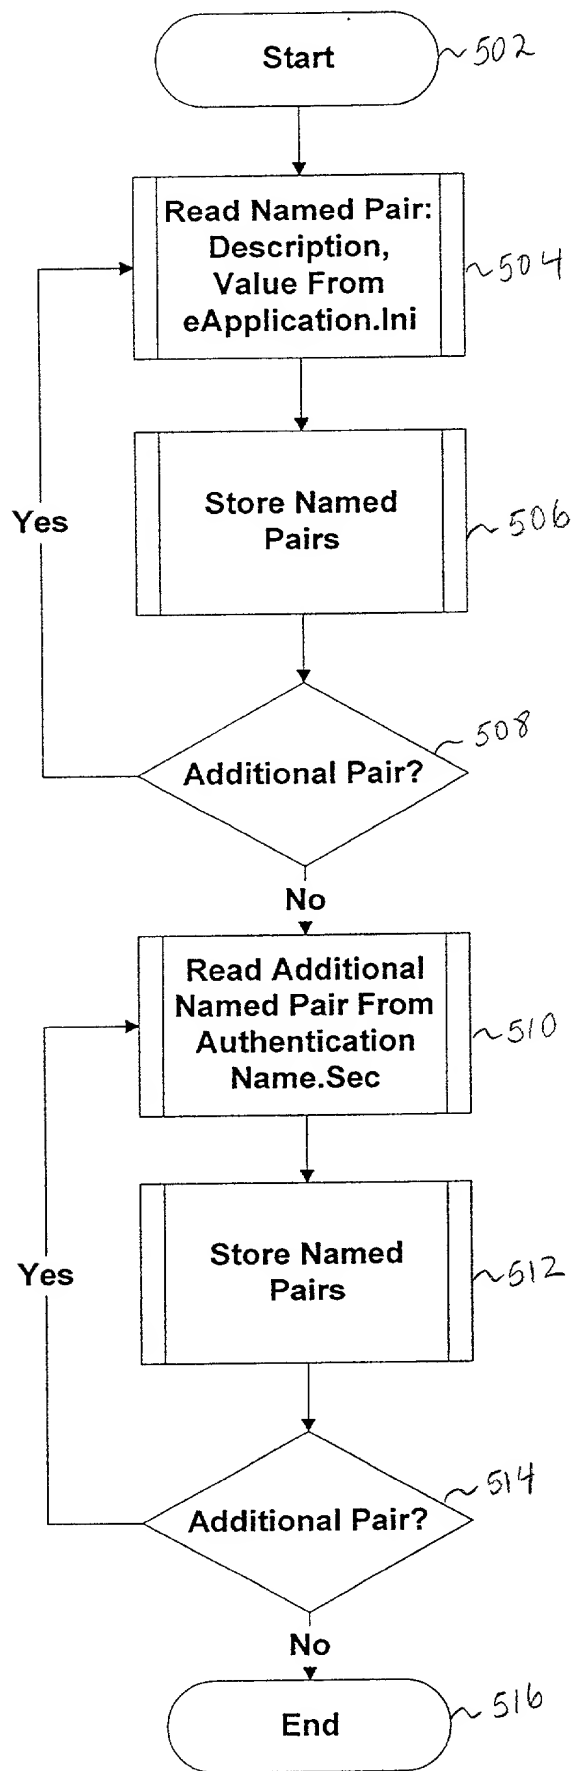 Start
502
Read Named Pair:
Description,
Value From
eApplication.Ini
504
Store Named
Pairs
506
Yes
508
Additional Pair?
No
Read Additional
Named Pair From
Authentication
Name.Sec
510
Store Named
Pairs
512
Yes
514
Additional Pair?
No
End
516